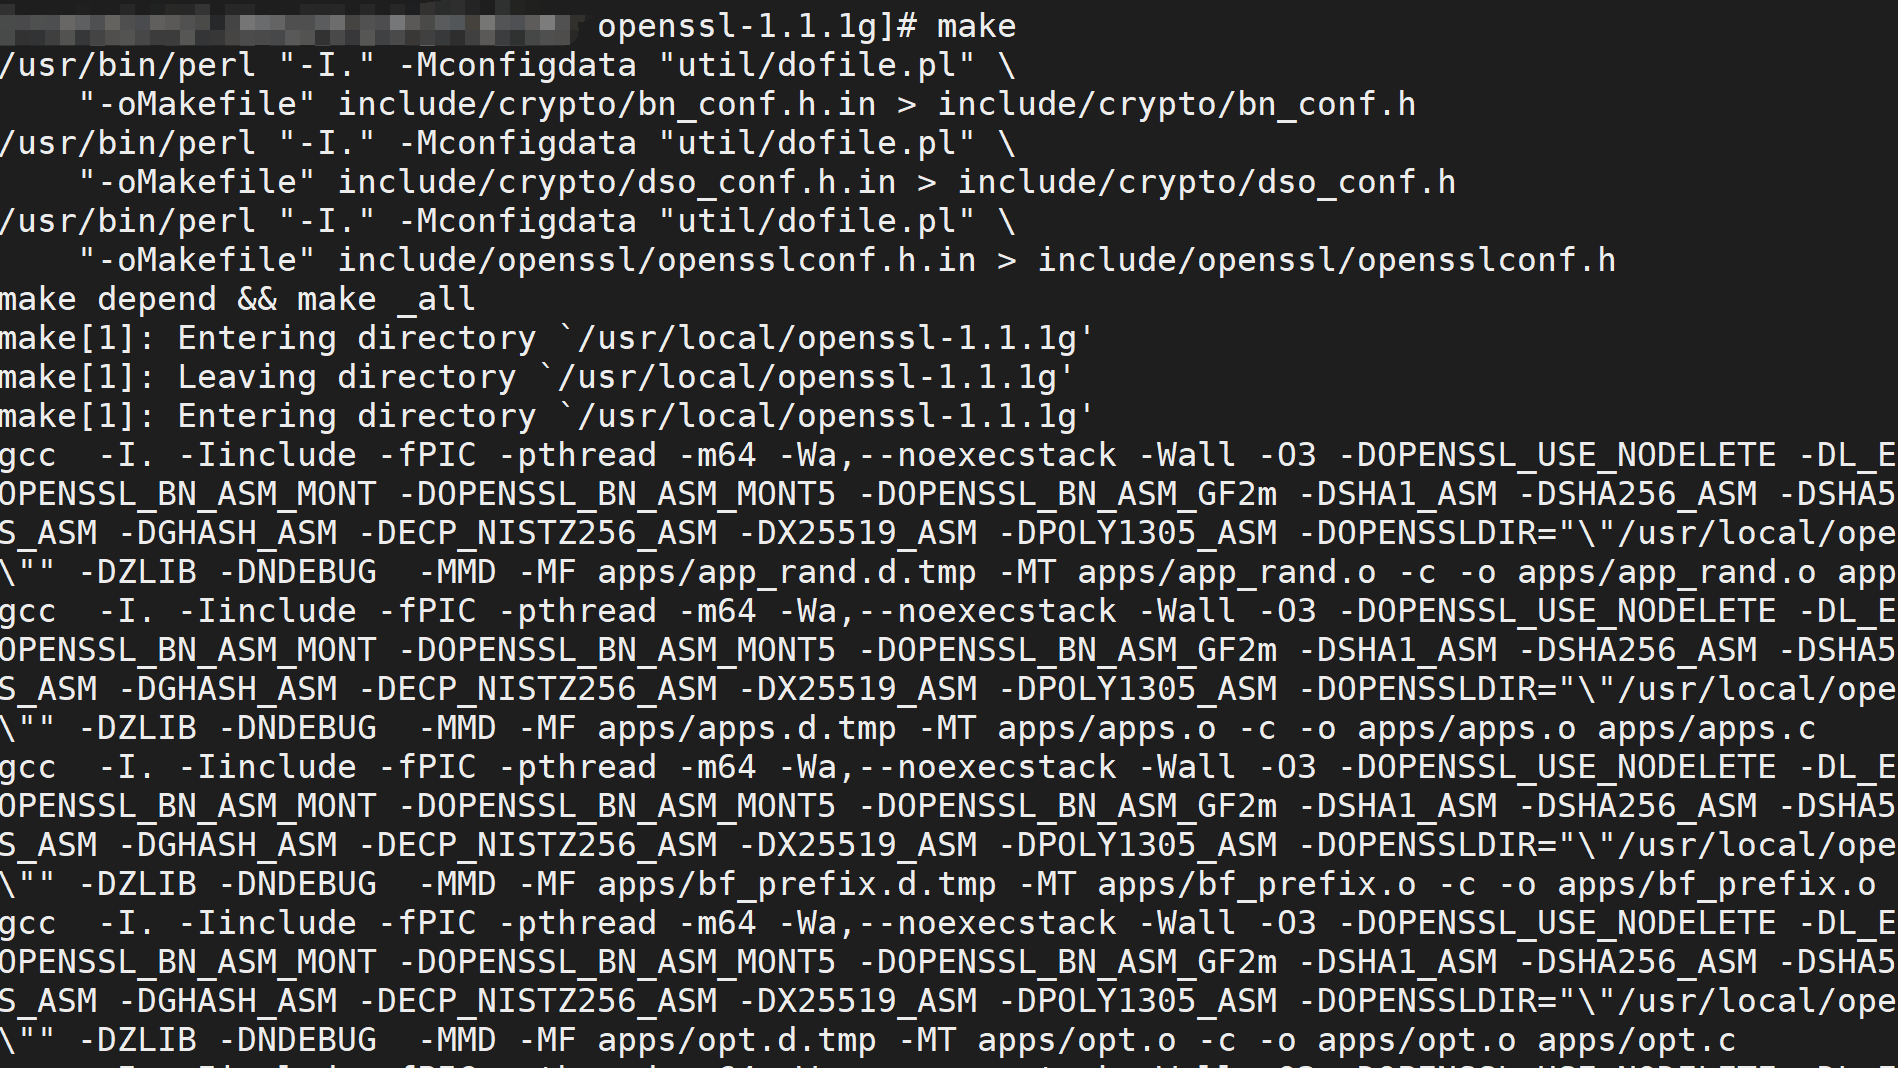 openssl-1.1.1g]# make
/usr/bin/perl "-I." -Mconfigdata "util/dofile.pl" \
    "-oMakefile" include/crypto/bn_conf.h.in > include/crypto/bn_conf.h
/usr/bin/perl "-I." -Mconfigdata "util/dofile.pl" \
    "-oMakefile" include/crypto/dso_conf.h.in > include/crypto/dso_conf.h
/usr/bin/perl "-I." -Mconfigdata "util/dofile.pl" \
    "-oMakefile" include/openssl/opensslconf.h.in > include/openssl/opensslconf.h
make depend && make _all
make[1]: Entering directory `/usr/local/openssl-1.1.1g'
make[1]: Leaving directory `/usr/local/openssl-1.1.1g'
make[1]: Entering directory `/usr/local/openssl-1.1.1g'
gcc  -I. -Iinclude -fPIC -pthread -m64 -Wa,--noexecstack -Wall -O3 -DOPENSSL_USE_NODELETE -DL_E
OPENSSL_BN_ASM_MONT -DOPENSSL_BN_ASM_MONT5 -DOPENSSL_BN_ASM_GF2m -DSHA1_ASM -DSHA256_ASM -DSHA5
S_ASM -DGHASH_ASM -DECP_NISTZ256_ASM -DX25519_ASM -DPOLY1305_ASM -DOPENSSLDIR="\"/usr/local/ope
\"" -DZLIB -DNDEBUG  -MMD -MF apps/app_rand.d.tmp -MT apps/app_rand.o -c -o apps/app_rand.o app
gcc  -I. -Iinclude -fPIC -pthread -m64 -Wa,--noexecstack -Wall -O3 -DOPENSSL_USE_NODELETE -DL_E
OPENSSL_BN_ASM_MONT -DOPENSSL_BN_ASM_MONT5 -DOPENSSL_BN_ASM_GF2m -DSHA1_ASM -DSHA256_ASM -DSHA5
S_ASM -DGHASH_ASM -DECP_NISTZ256_ASM -DX25519_ASM -DPOLY1305_ASM -DOPENSSLDIR="\"/usr/local/ope
\"" -DZLIB -DNDEBUG  -MMD -MF apps/apps.d.tmp -MT apps/apps.o -c -o apps/apps.o apps/apps.c
gcc  -I. -Iinclude -fPIC -pthread -m64 -Wa,--noexecstack -Wall -O3 -DOPENSSL_USE_NODELETE -DL_E
OPENSSL_BN_ASM_MONT -DOPENSSL_BN_ASM_MONT5 -DOPENSSL_BN_ASM_GF2m -DSHA1_ASM -DSHA256_ASM -DSHA5
S_ASM -DGHASH_ASM -DECP_NISTZ256_ASM -DX25519_ASM -DPOLY1305_ASM -DOPENSSLDIR="\"/usr/local/ope
\"" -DZLIB -DNDEBUG  -MMD -MF apps/bf_prefix.d.tmp -MT apps/bf_prefix.o -c -o apps/bf_prefix.o
gcc  -I. -Iinclude -fPIC -pthread -m64 -Wa,--noexecstack -Wall -O3 -DOPENSSL_USE_NODELETE -DL_E
OPENSSL_BN_ASM_MONT -DOPENSSL_BN_ASM_MONT5 -DOPENSSL_BN_ASM_GF2m -DSHA1_ASM -DSHA256_ASM -DSHA5
S_ASM -DGHASH_ASM -DECP_NISTZ256_ASM -DX25519_ASM -DPOLY1305_ASM -DOPENSSLDIR="\"/usr/local/ope
\"" -DZLIB -DNDEBUG  -MMD -MF apps/opt.d.tmp -MT apps/opt.o -c -o apps/opt.o apps/opt.c